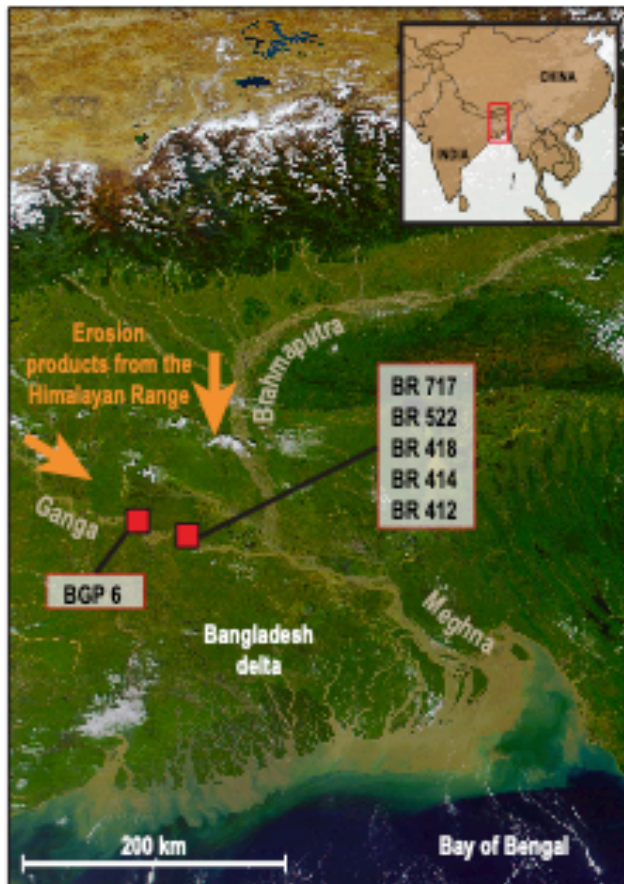 CHINA
INDIA
Erosion
products from the
Himalayan Range
Brahmaputra
BR 717
BR 522
BR 418
BR 414
BR 412
Ganga
BGP 6
Meghna
Bangladesh
delta
200 km
Bay of Bengal